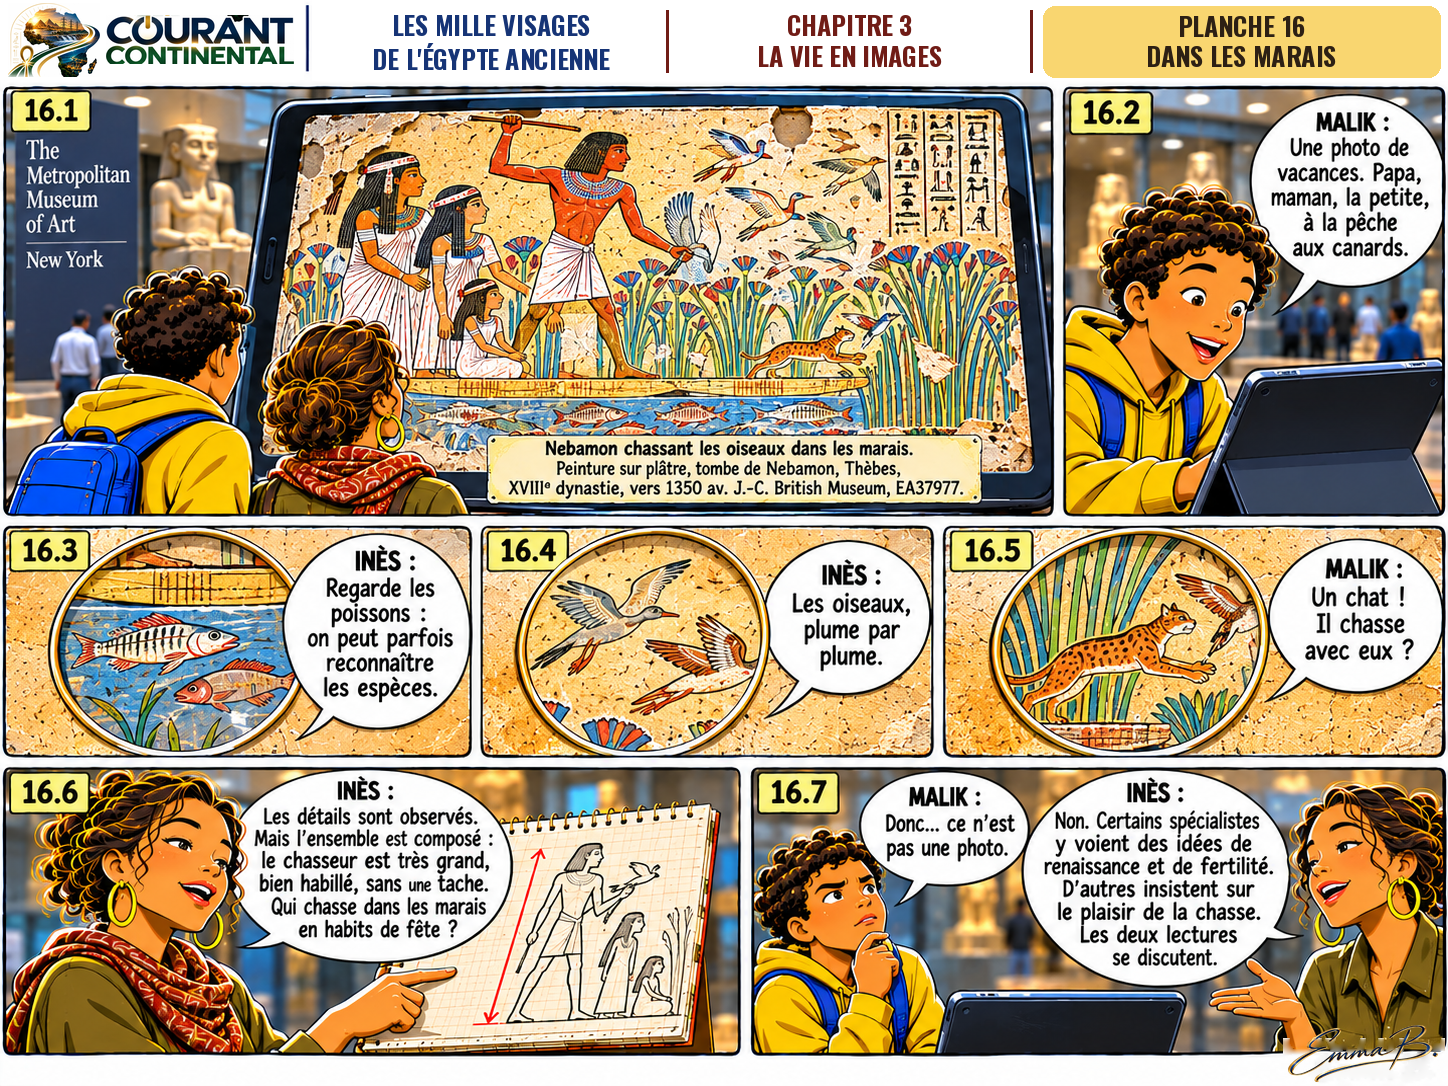 COURANT
CONTINENTAL
LES MILLE VISAGES
DE L'ÉGYPTE ANCIENNE
CHAPITRE 3
LA VIE EN IMAGES
PLANCHE 16
DANS LES MARAIS
16.1
The
Metropolitan
Museum
of Art
New York
Nebamon chassant les oiseaux dans les marais.
Peinture sur plâtre, tombe de Nebamon, Thèbes,
XVIIIe dynastie, vers 1350 av. J.-C. British Museum, EA37977.
16.2
MALIK :
Une photo de
vacances. Papa,
maman, la petite,
à la pêche
aux canards.
16.3
INÈS :
Regarde les
poissons :
on peut parfois
reconnaître
les espèces.
16.4
INÈS :
Les oiseaux,
plume par
plume.
16.5
MALIK :
Un chat !
Il chasse
avec eux ?
16.6
INÈS :
Les détails sont observés.
Mais l'ensemble est composé :
le chasseur est très grand,
bien habillé, sans une tache.
Qui chasse dans les marais
en habits de fête ?
16.7
MALIK :
Donc... ce n'est
pas une photo.
INÈS :
Non. Certains spécialistes
y voient des idées de
renaissance et de fertilité.
D'autres insistent sur
le plaisir de la chasse.
Les deux lectures
se discutent.
Emma B.